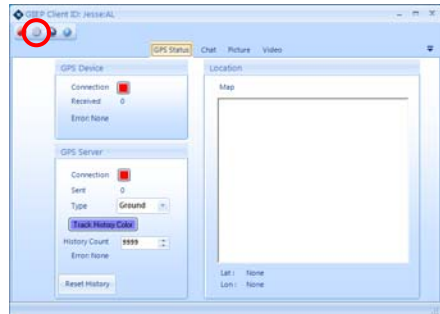 GIEP Client ID: Jesse:AL
GPS Status Chat Picture Video
GPS Device
Connection
Received 0
Error: None
GPS Server
Connection
Sent 0
Type Ground
Track History Color
History Count 9999
Error: None
Reset History
Location
Map
Lat: None
Lon: None